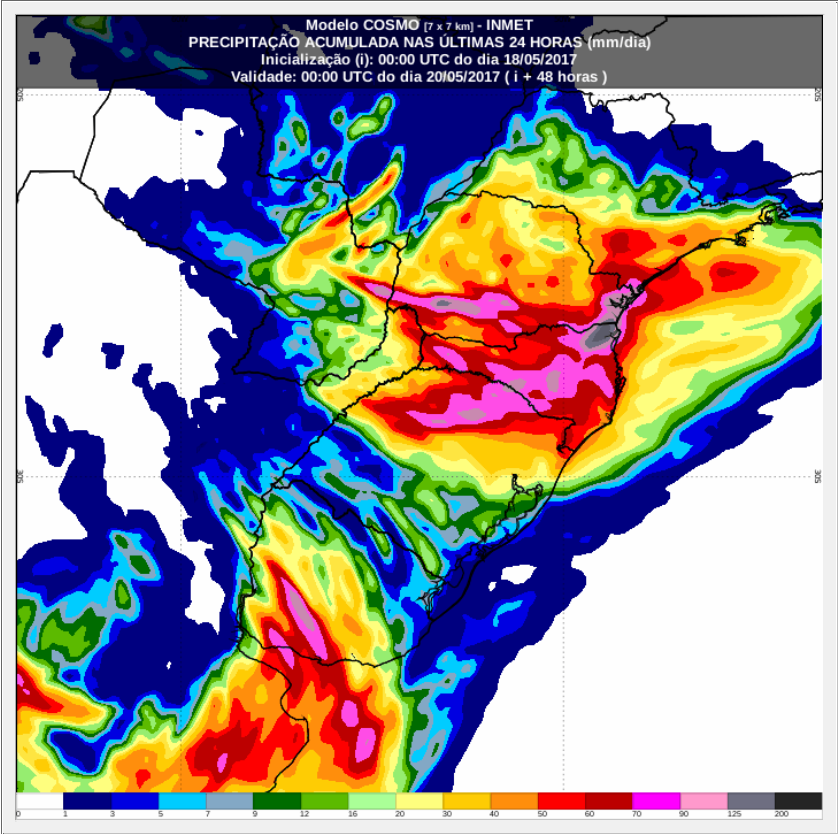 Modelo COSMO [7 x 7 km] - INMET
PRECIPITAÇÃO ACUMULADA NAS ÚLTIMAS 24 HORAS (mm/dia)
Inicialização (i): 00:00 UTC do dia 18/05/2017
Validade: 00:00 UTC do dia 20/05/2017 ( i + 48 horas )
0 1 3 5 7 9 12 16 20 30 40 50 60 70 90 125 200